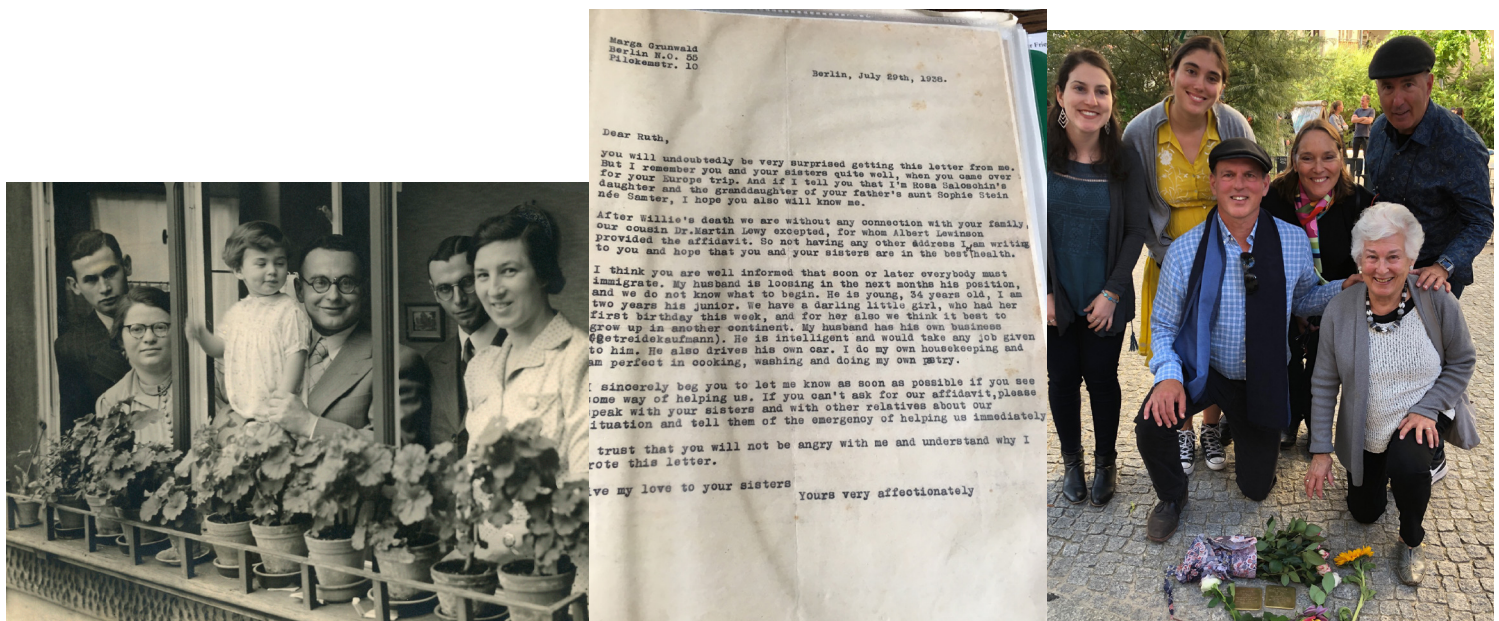 Marga Grunwald
Berlin N.O. 55
Pilokemstr. 10
Berlin, July 29th, 1938.
Dear Ruth,
you will undoubtedly be very surprised getting this letter from me.
But I remember you and your sisters quite well, when you came over
for your Europe trip. And if I tell you that I'm Rosa Salosohin's
daughter and the granddaughter of your father's aunt Sophie Stein
née Samter, I hope you also will know me.
After Willie's death we are without any connection with your family,
our cousin Dr.Martin Lewy excepted, for whom Albert Lewinson
provided the affidavit. So not having any other address I am writing
to you and hope that you and your sisters are in the best health.
I think you are well informed that soon or later everybody must
immigrate. My husband is loosing in the next months his position,
and we do not know what to begin. He is young, 34 years old, I am
two years his junior. We have a darling little girl, who had her
first birthday this week, and for her also we think it best to
grow up in another continent. My husband has his own business
(Getreidekaufmann). He is intelligent and would take any job given
to him. He also drives his own car. I do my own housekeeping and
am perfect in cooking, washing and doing my own
I sincerely beg you to let me know as soon as possible if you see
ome way of helping us. If you can't ask for our affidavit,please
peak with your sisters and with other relatives about our
ituation and tell them of the emergency of helping us immediately
trust that you will not be angry with me and understand why I
rote this letter.
ive my love to your sisters
Yours very affectionately